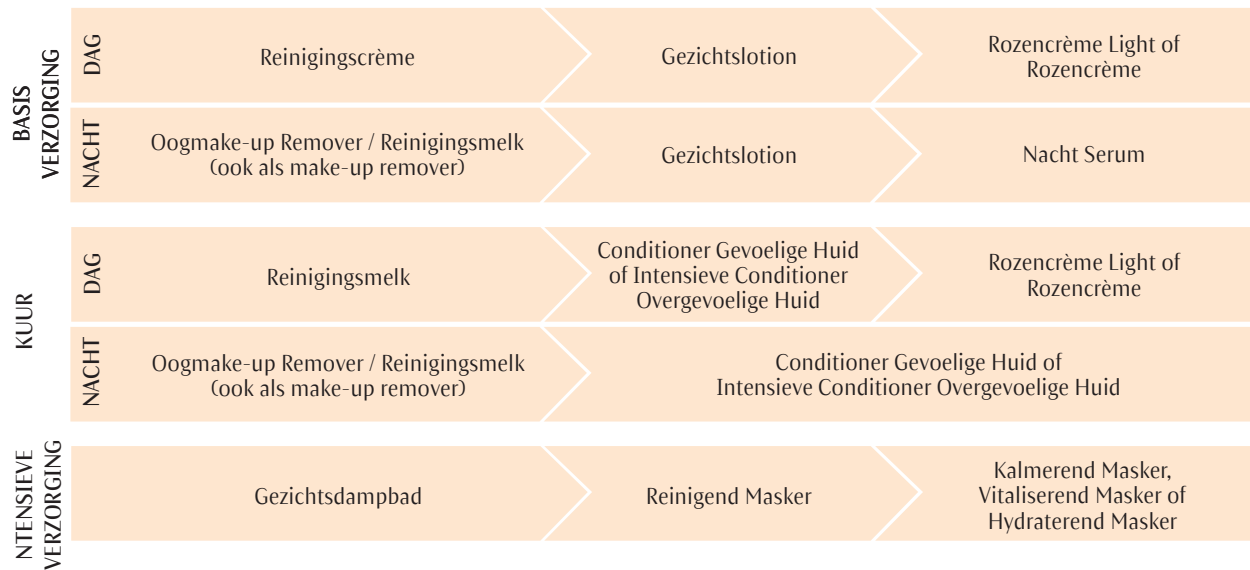 BASIS
VERZORGING
DAG
Reinigingscrème
Gezichtslotion
Rozencrème Light of
Rozencrème
NACHT
Oogmake-up Remover / Reinigingsmelk
(ook als make-up remover)
Gezichtslotion
Nacht Serum
KUUR
DAG
Reinigingsmelk
Conditioner Gevoelige Huid
of Intensieve Conditioner
Overgevoelige Huid
Rozencrème Light of
Rozencrème
NACHT
Oogmake-up Remover / Reinigingsmelk
(ook als make-up remover)
Conditioner Gevoelige Huid of
Intensieve Conditioner Overgevoelige Huid
NTENSIEVE
VERZORGING
Gezichtsdampbad
Reinigend Masker
Kalmerend Masker,
Vitaliserend Masker of
Hydraterend Masker